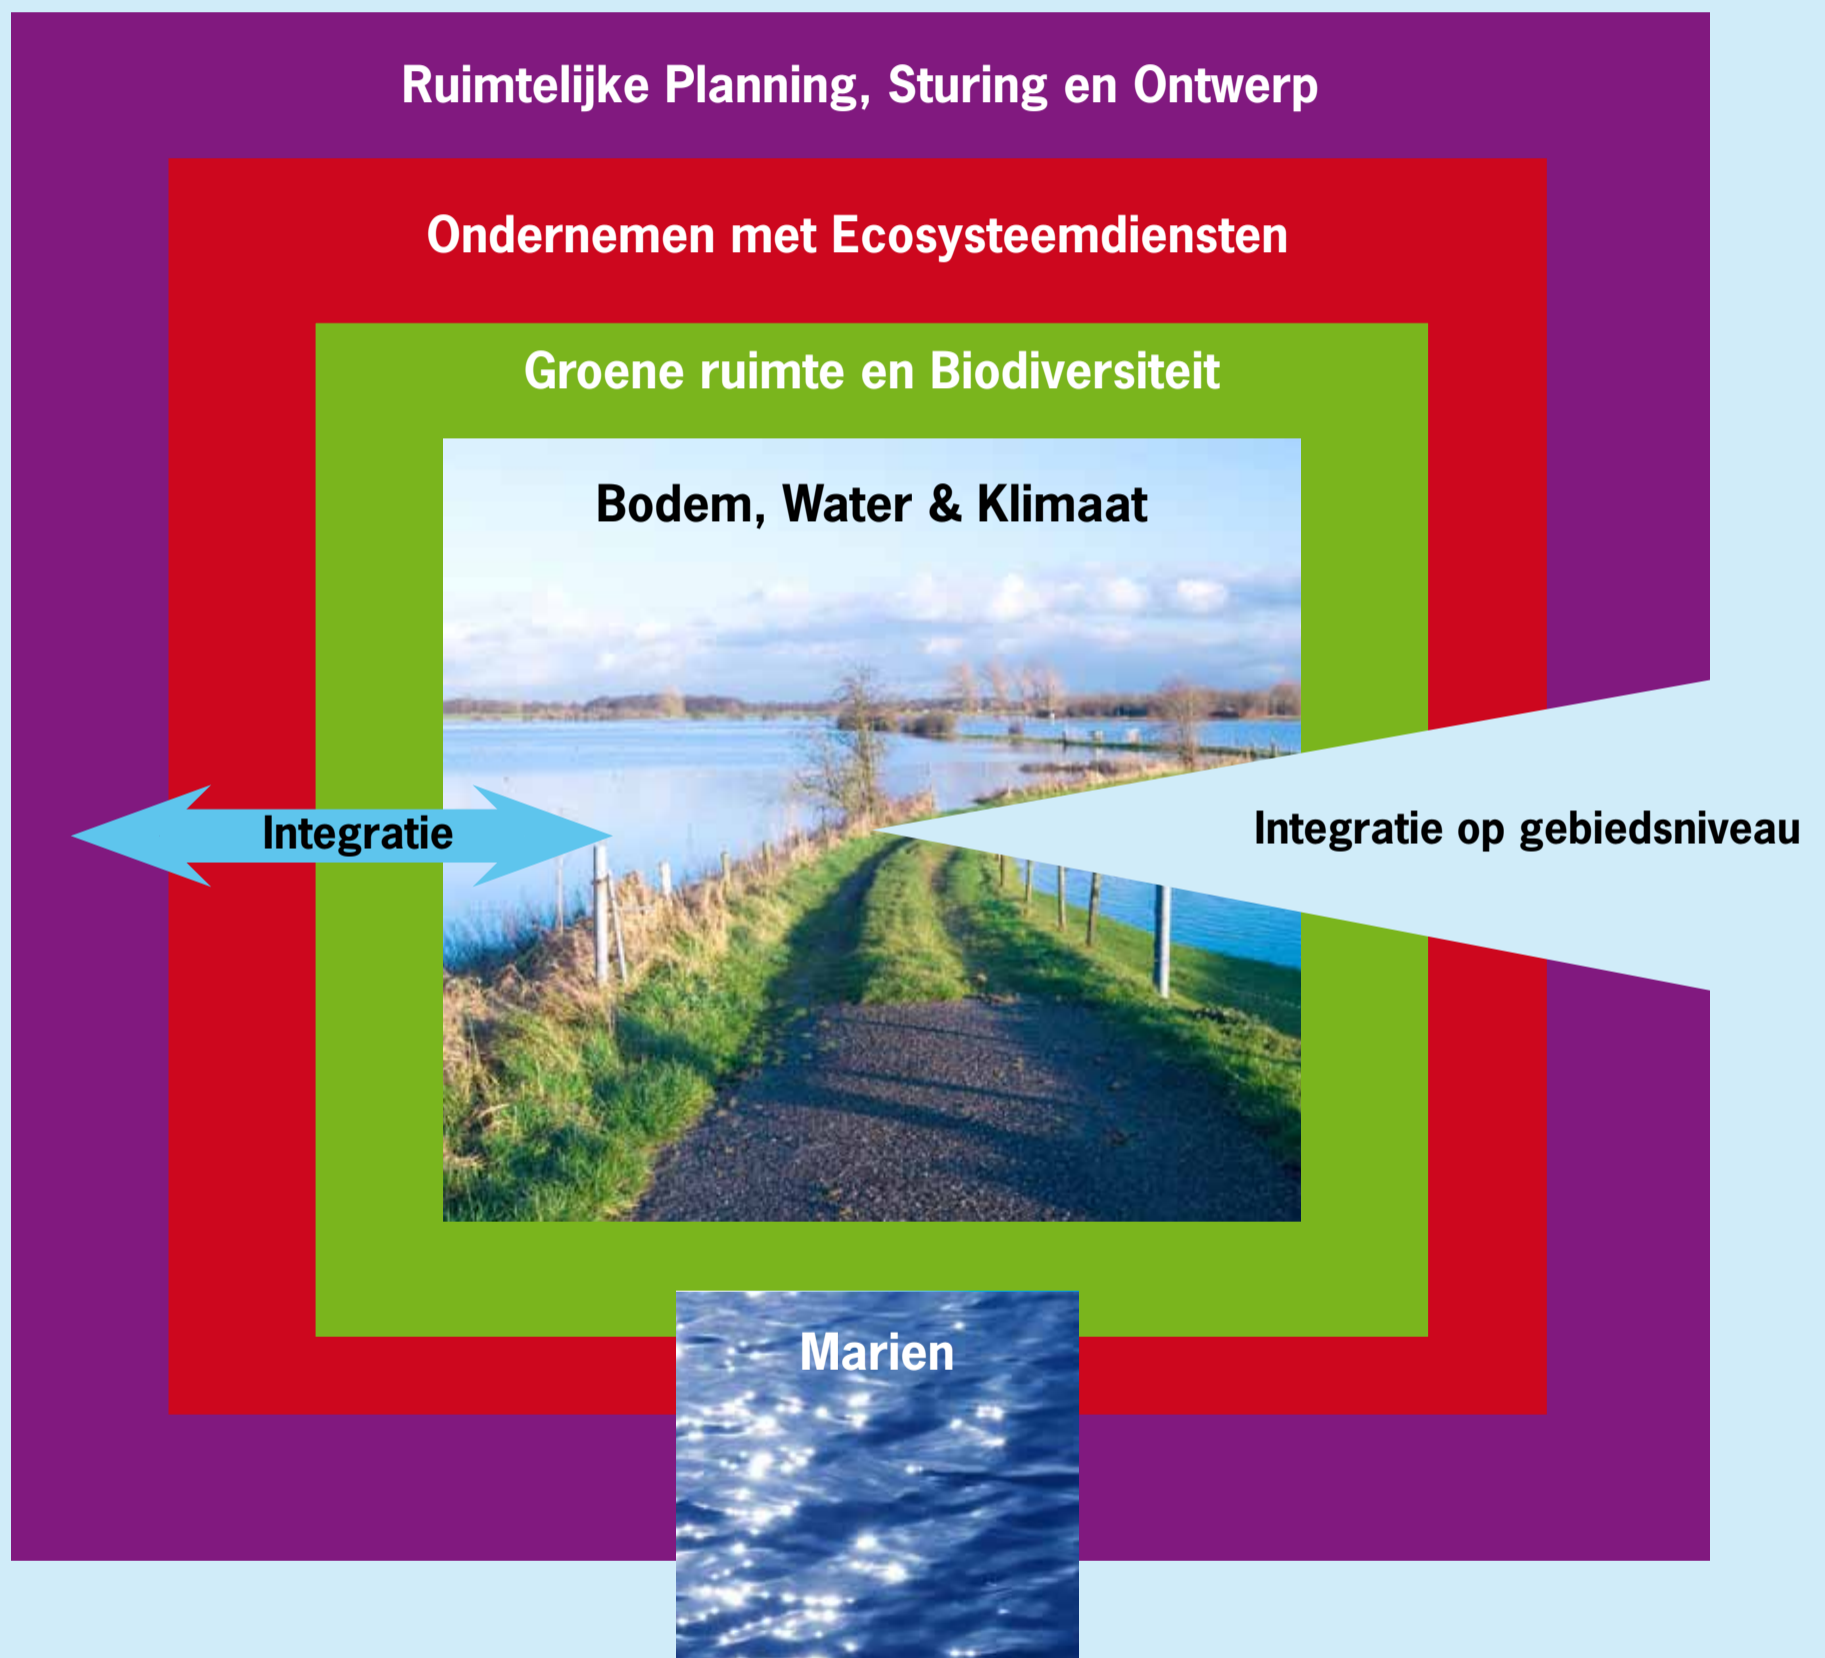 Ruimtelijke Planning, Sturing en Ontwerp
Ondernemen met Ecosysteemdiensten
Groene ruimte en Biodiversiteit
Bodem, Water & Klimaat
Integratie
Integratie op gebiedsniveau
Marien